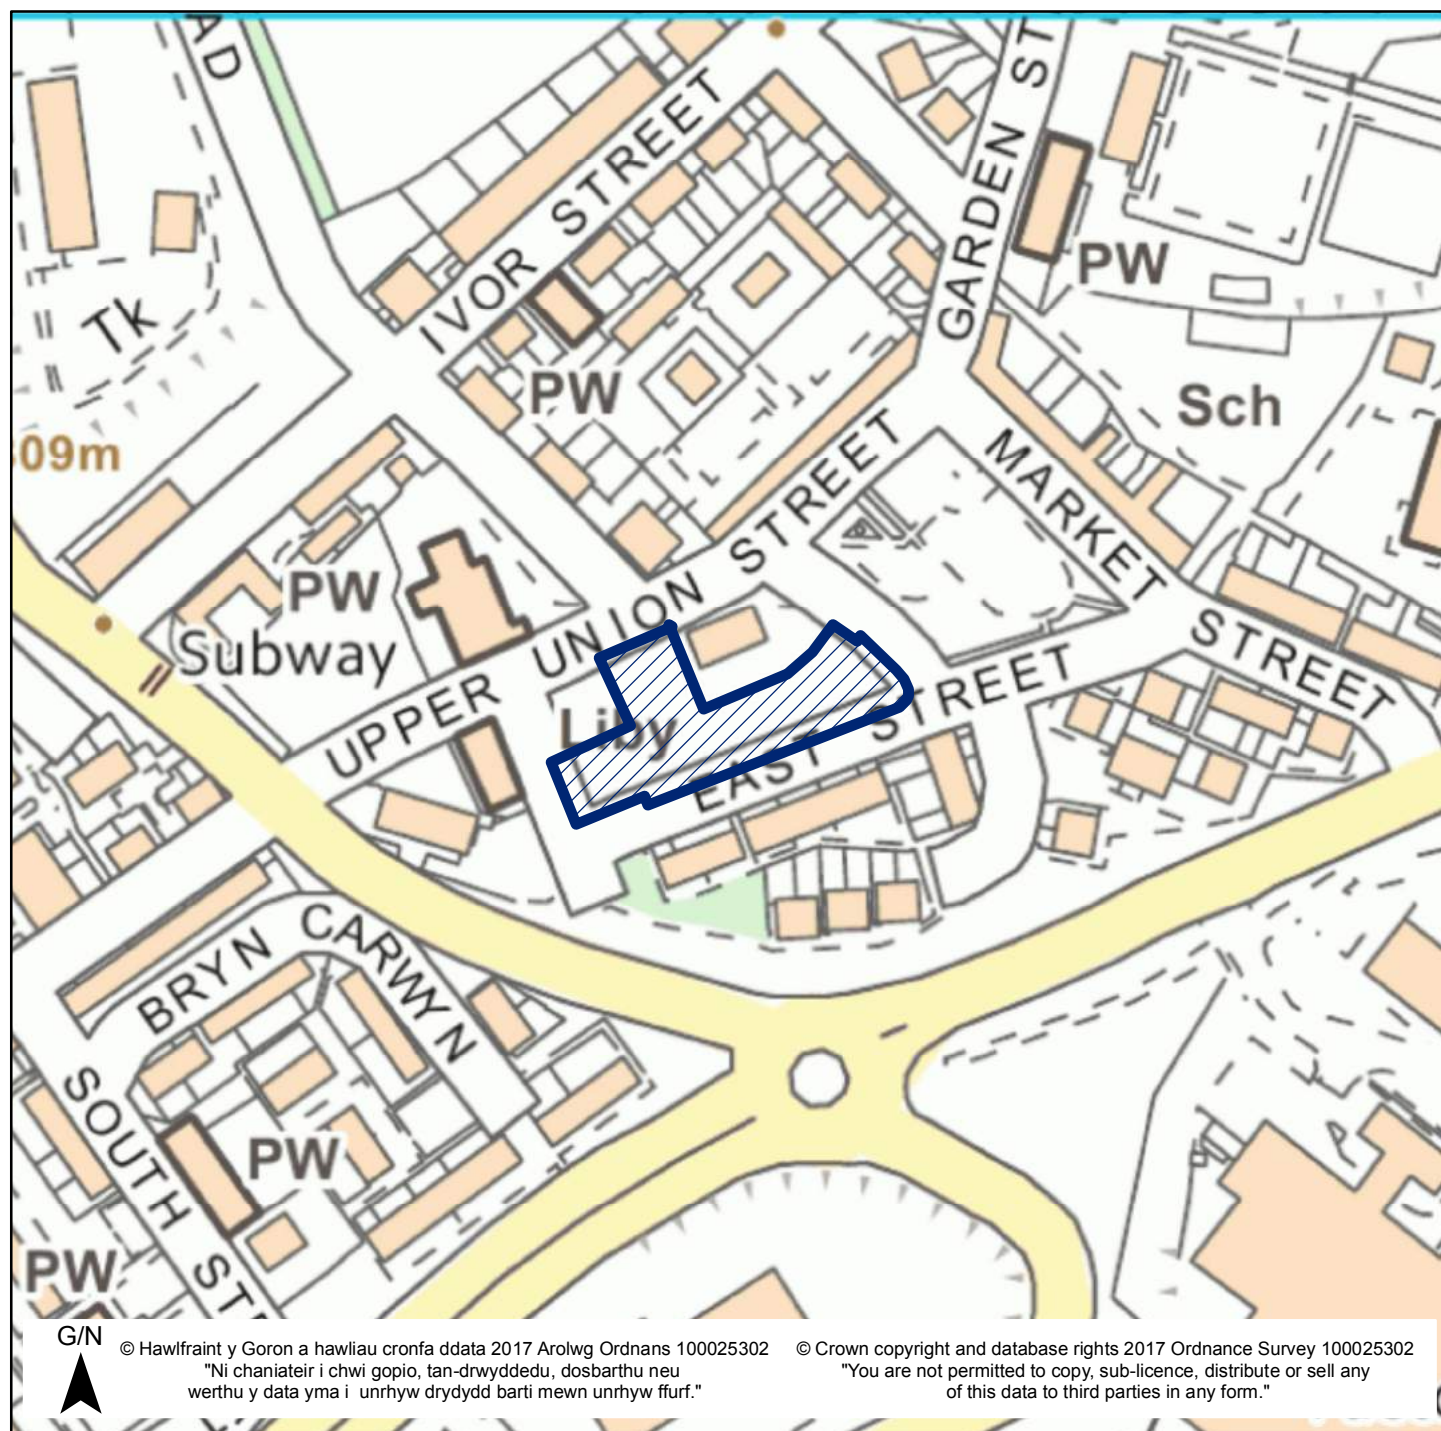 AD
IVOR STREET
GARDEN ST
PW
Tk
PW
Sch
09m
MARKET STREET
PW
Subway
UPPER UNION STREET
Liby
EAST STREET
BRYN CARWYN
SOUTH STR
PW
PW
G/N
© Hawlfraint y Goron a hawliau cronfa ddata 2017 Arolwg Ordnans 100025302
"Ni chaniateir i chwi gopio, tan-drwyddedu, dosbarthu neu
werthu y data yma i unrhyw drydydd barti mewn unrhyw ffurf."
© Crown copyright and database rights 2017 Ordnance Survey 100025302
"You are not permitted to copy, sub-licence, distribute or sell any
of this data to third parties in any form."